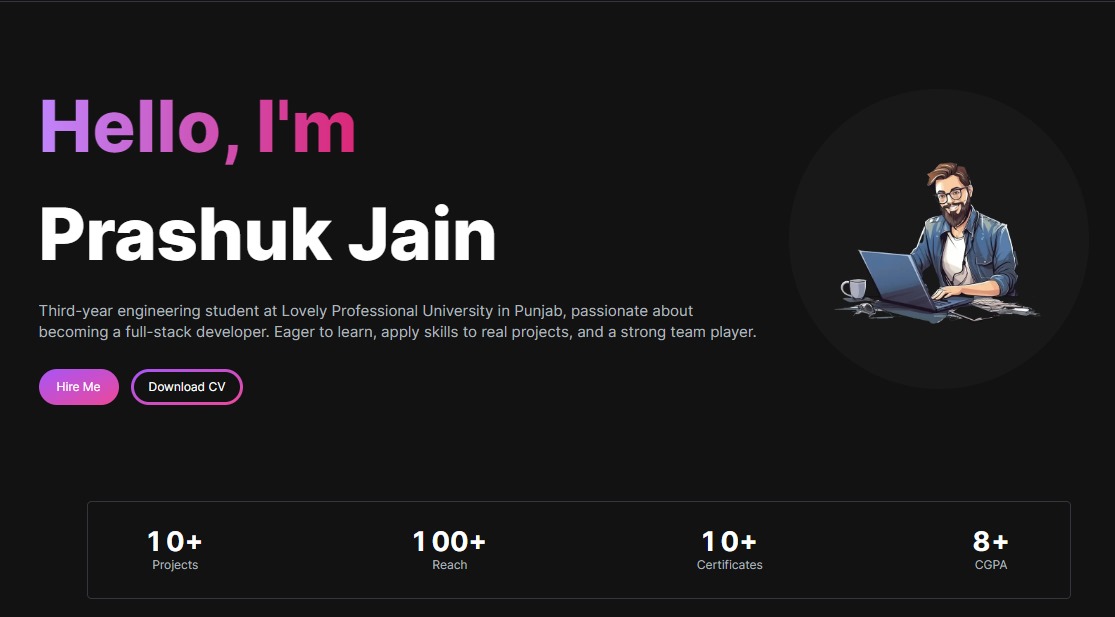 Hello, I'm
Prashuk Jain
Third-year engineering student at Lovely Professional University in Punjab, passionate about
becoming a full-stack developer. Eager to learn, apply skills to real projects, and a strong team player.
Hire Me Download CV
10+ 100+ 10+ 8+
Projects Reach Certificates CGPA